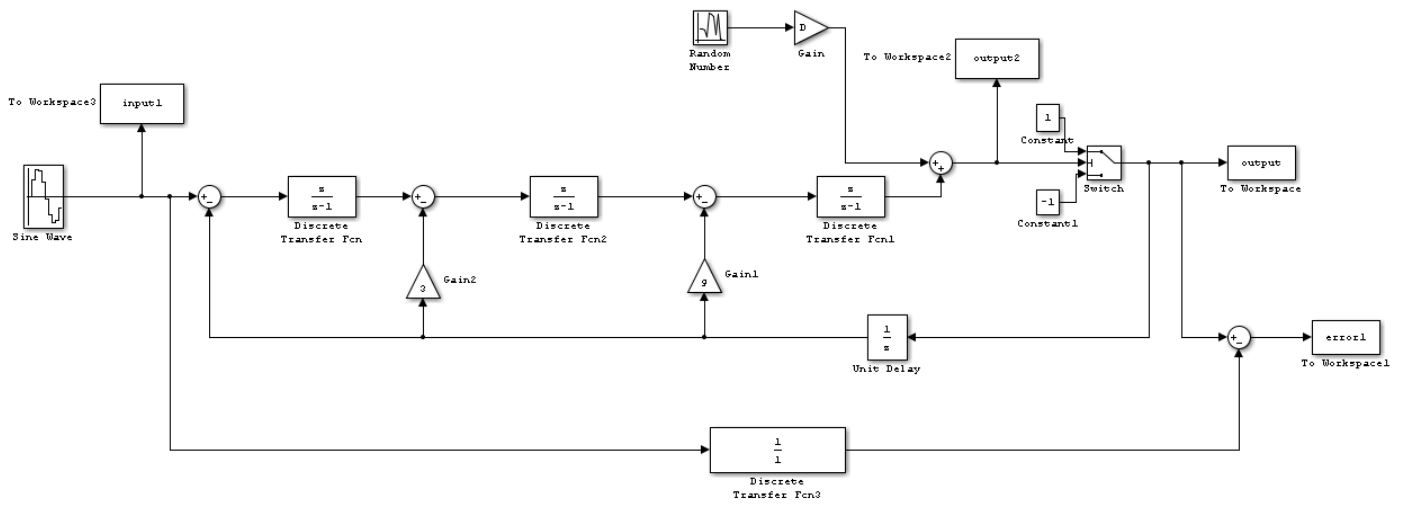 D
Random
Number
Gain
To Workspace2
output2
To Workspace3
input1
1
Constant
output
To Workspace
Switch
-1
Constant1
Sine Wave
+
-
z
z-1
Discrete
Transfer Fcn
+
-
z
z-1
Discrete
Transfer Fcn2
+
-
z
z-1
Discrete
Transfer Fcn1
+
+
3
Gain2
g
Gain1
1
z
Unit Delay
+
-
error1
To Workspace1
1
1
Discrete
Transfer Fcn3